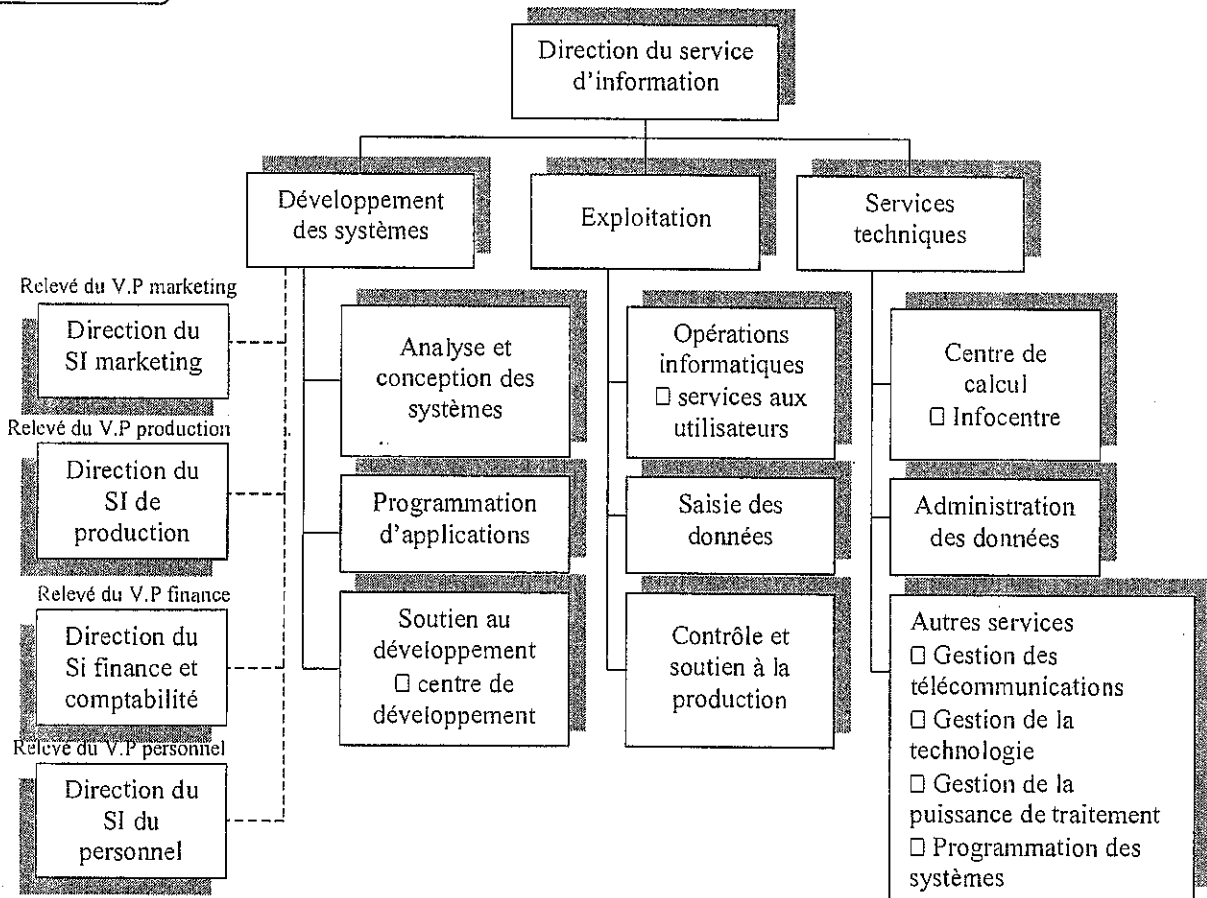 Direction du service
d'information
Développement
des systèmes
Exploitation
Services
techniques
Relevé du V.P marketing
Direction du
SI marketing
Relevé du V.P production
Direction du
SI de
production
Relevé du V.P finance
Direction du
Si finance et
comptabilité
Relevé du V.P personnel
Direction du
SI du
personnel
Analyse et
conception des
systèmes
Programmation
d'applications
Soutien au
développement
□ centre de
développement
Opérations
informatiques
□ services aux
utilisateurs
Saisie des
données
Contrôle et
soutien à la
production
Centre de
calcul
□ Infocentre
Administration
des données
Autres services
□ Gestion des
télécommunications
□ Gestion de la
technologie
□ Gestion de la
puissance de traitement
□ Programmation des
systèmes